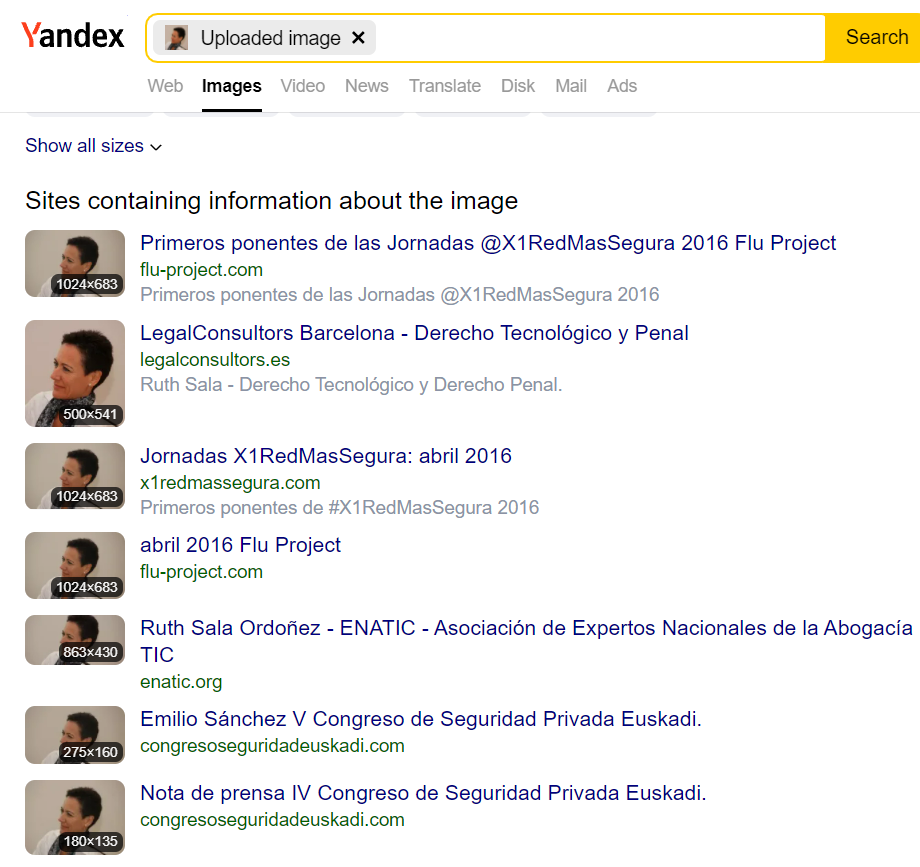 Yandex
Uploaded image ×
Search
Web Images Video News Translate Disk Mail Ads
Show all sizes
Sites containing information about the image
1024×683
Primeros ponentes de las Jornadas @X1RedMasSegura 2016 Flu Project
flu-project.com
Primeros ponentes de las Jornadas @X1RedMasSegura 2016
500×541
LegalConsultors Barcelona - Derecho Tecnológico y Penal
legalconsultors.es
Ruth Sala - Derecho Tecnológico y Derecho Penal.
1024×683
Jornadas X1RedMasSegura: abril 2016
x1redmassegura.com
Primeros ponentes de #X1RedMasSegura 2016
1024×683
abril 2016 Flu Project
flu-project.com
863×430
Ruth Sala Ordoñez - ENATIC - Asociación de Expertos Nacionales de la Abogacía
TIC
enatic.org
275×160
Emilio Sánchez V Congreso de Seguridad Privada Euskadi.
congresoseguridadeuskadi.com
180×135
Nota de prensa IV Congreso de Seguridad Privada Euskadi.
congresoseguridadeuskadi.com